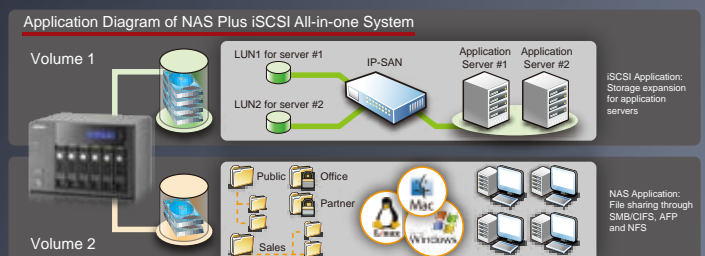 Application Diagram of NAS Plus iSCSI All-in-one System
Volume 1
LUN1 for server #1
LUN2 for server #2
IP-SAN
Application Server #1
Application Server #2
iSCSI Application:
Storage expansion
for application
servers
Volume 2
Public
Office
Partner
Sales
Mac
Linux
Windows
NAS Application:
File sharing through
SMB/CIFS, AFP
and NFS